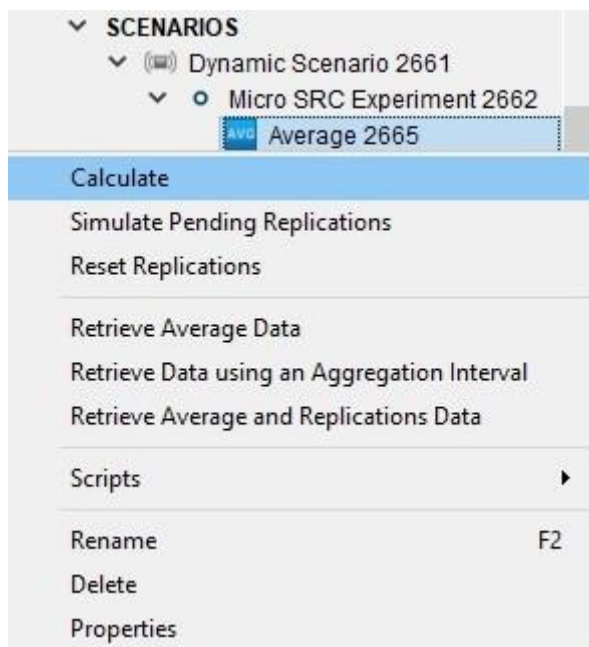 SCENARIOS
Dynamic Scenario 2661
Micro SRC Experiment 2662
AVG Average 2665
Calculate
Simulate Pending Replications
Reset Replications
Retrieve Average Data
Retrieve Data using an Aggregation Interval
Retrieve Average and Replications Data
Scripts
Rename F2
Delete
Properties